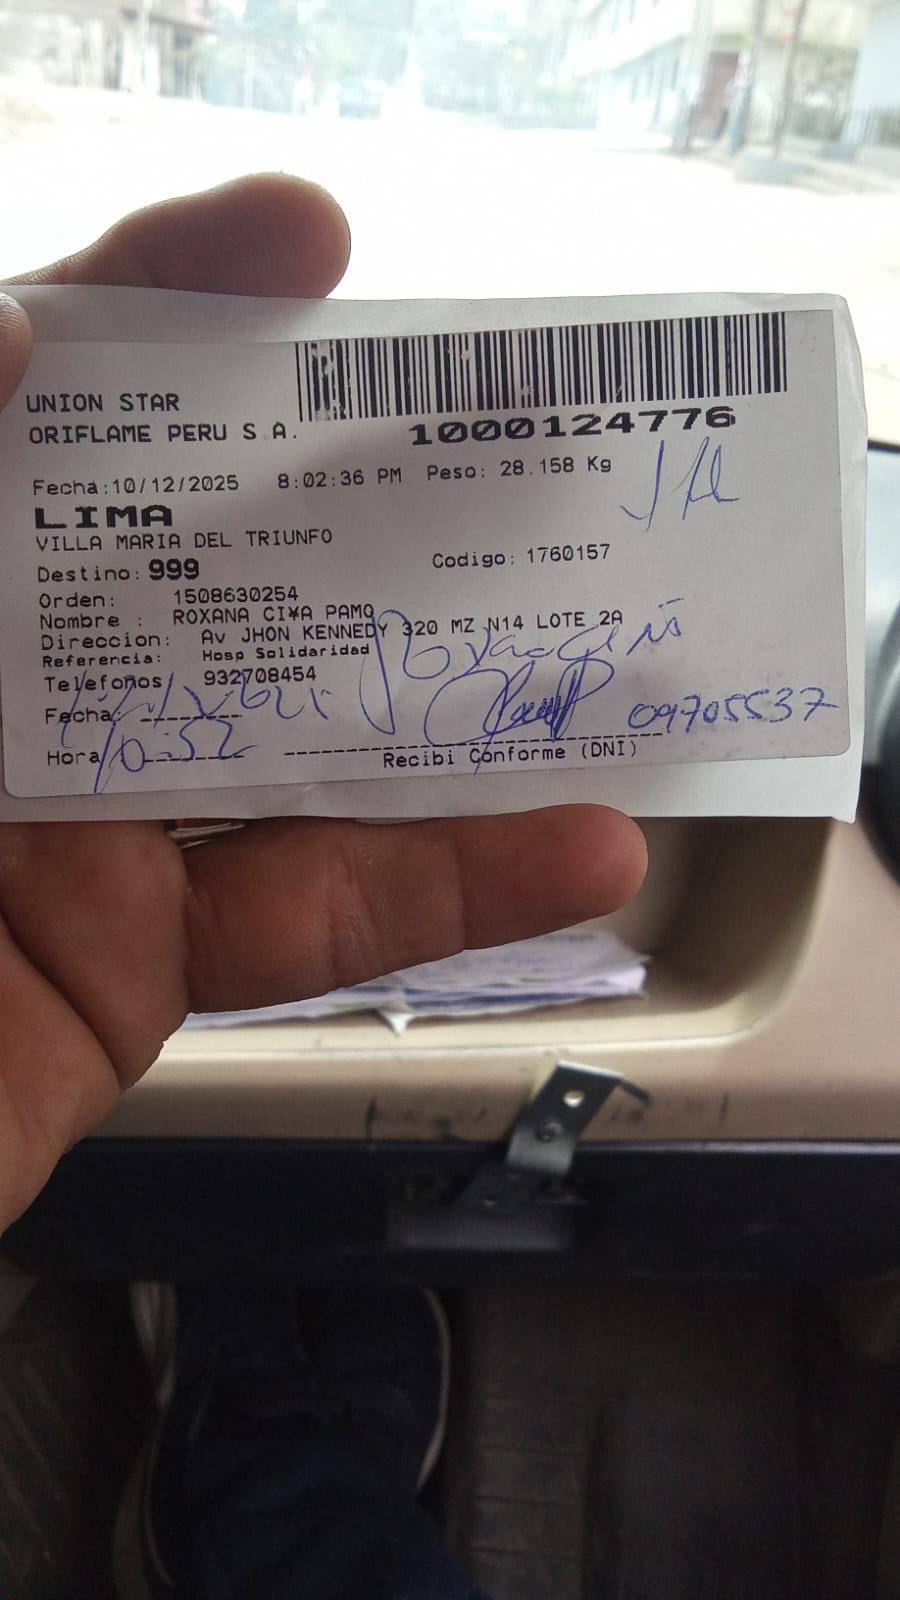 UNION STAR
ORIFLAME PERU S A.
1000124776
Fecha:10/12/2025 8:02:36 PM Peso: 28.158 Kg
LIMA
VILLA MARIA DEL TRIUNFO
Destino: 999 Codigo: 1760157
Orden: 1508630254
Nombre : ROXANA CI¥A PAMO
Direccion: Av JHON KENNEDY 320 MZ N14 LOTE 2A
Referencia: Hosp Solidaridad
Telefonos 932708454
Fecha:
09705537
Hora 10:52
Recibi Conforme (DNI)